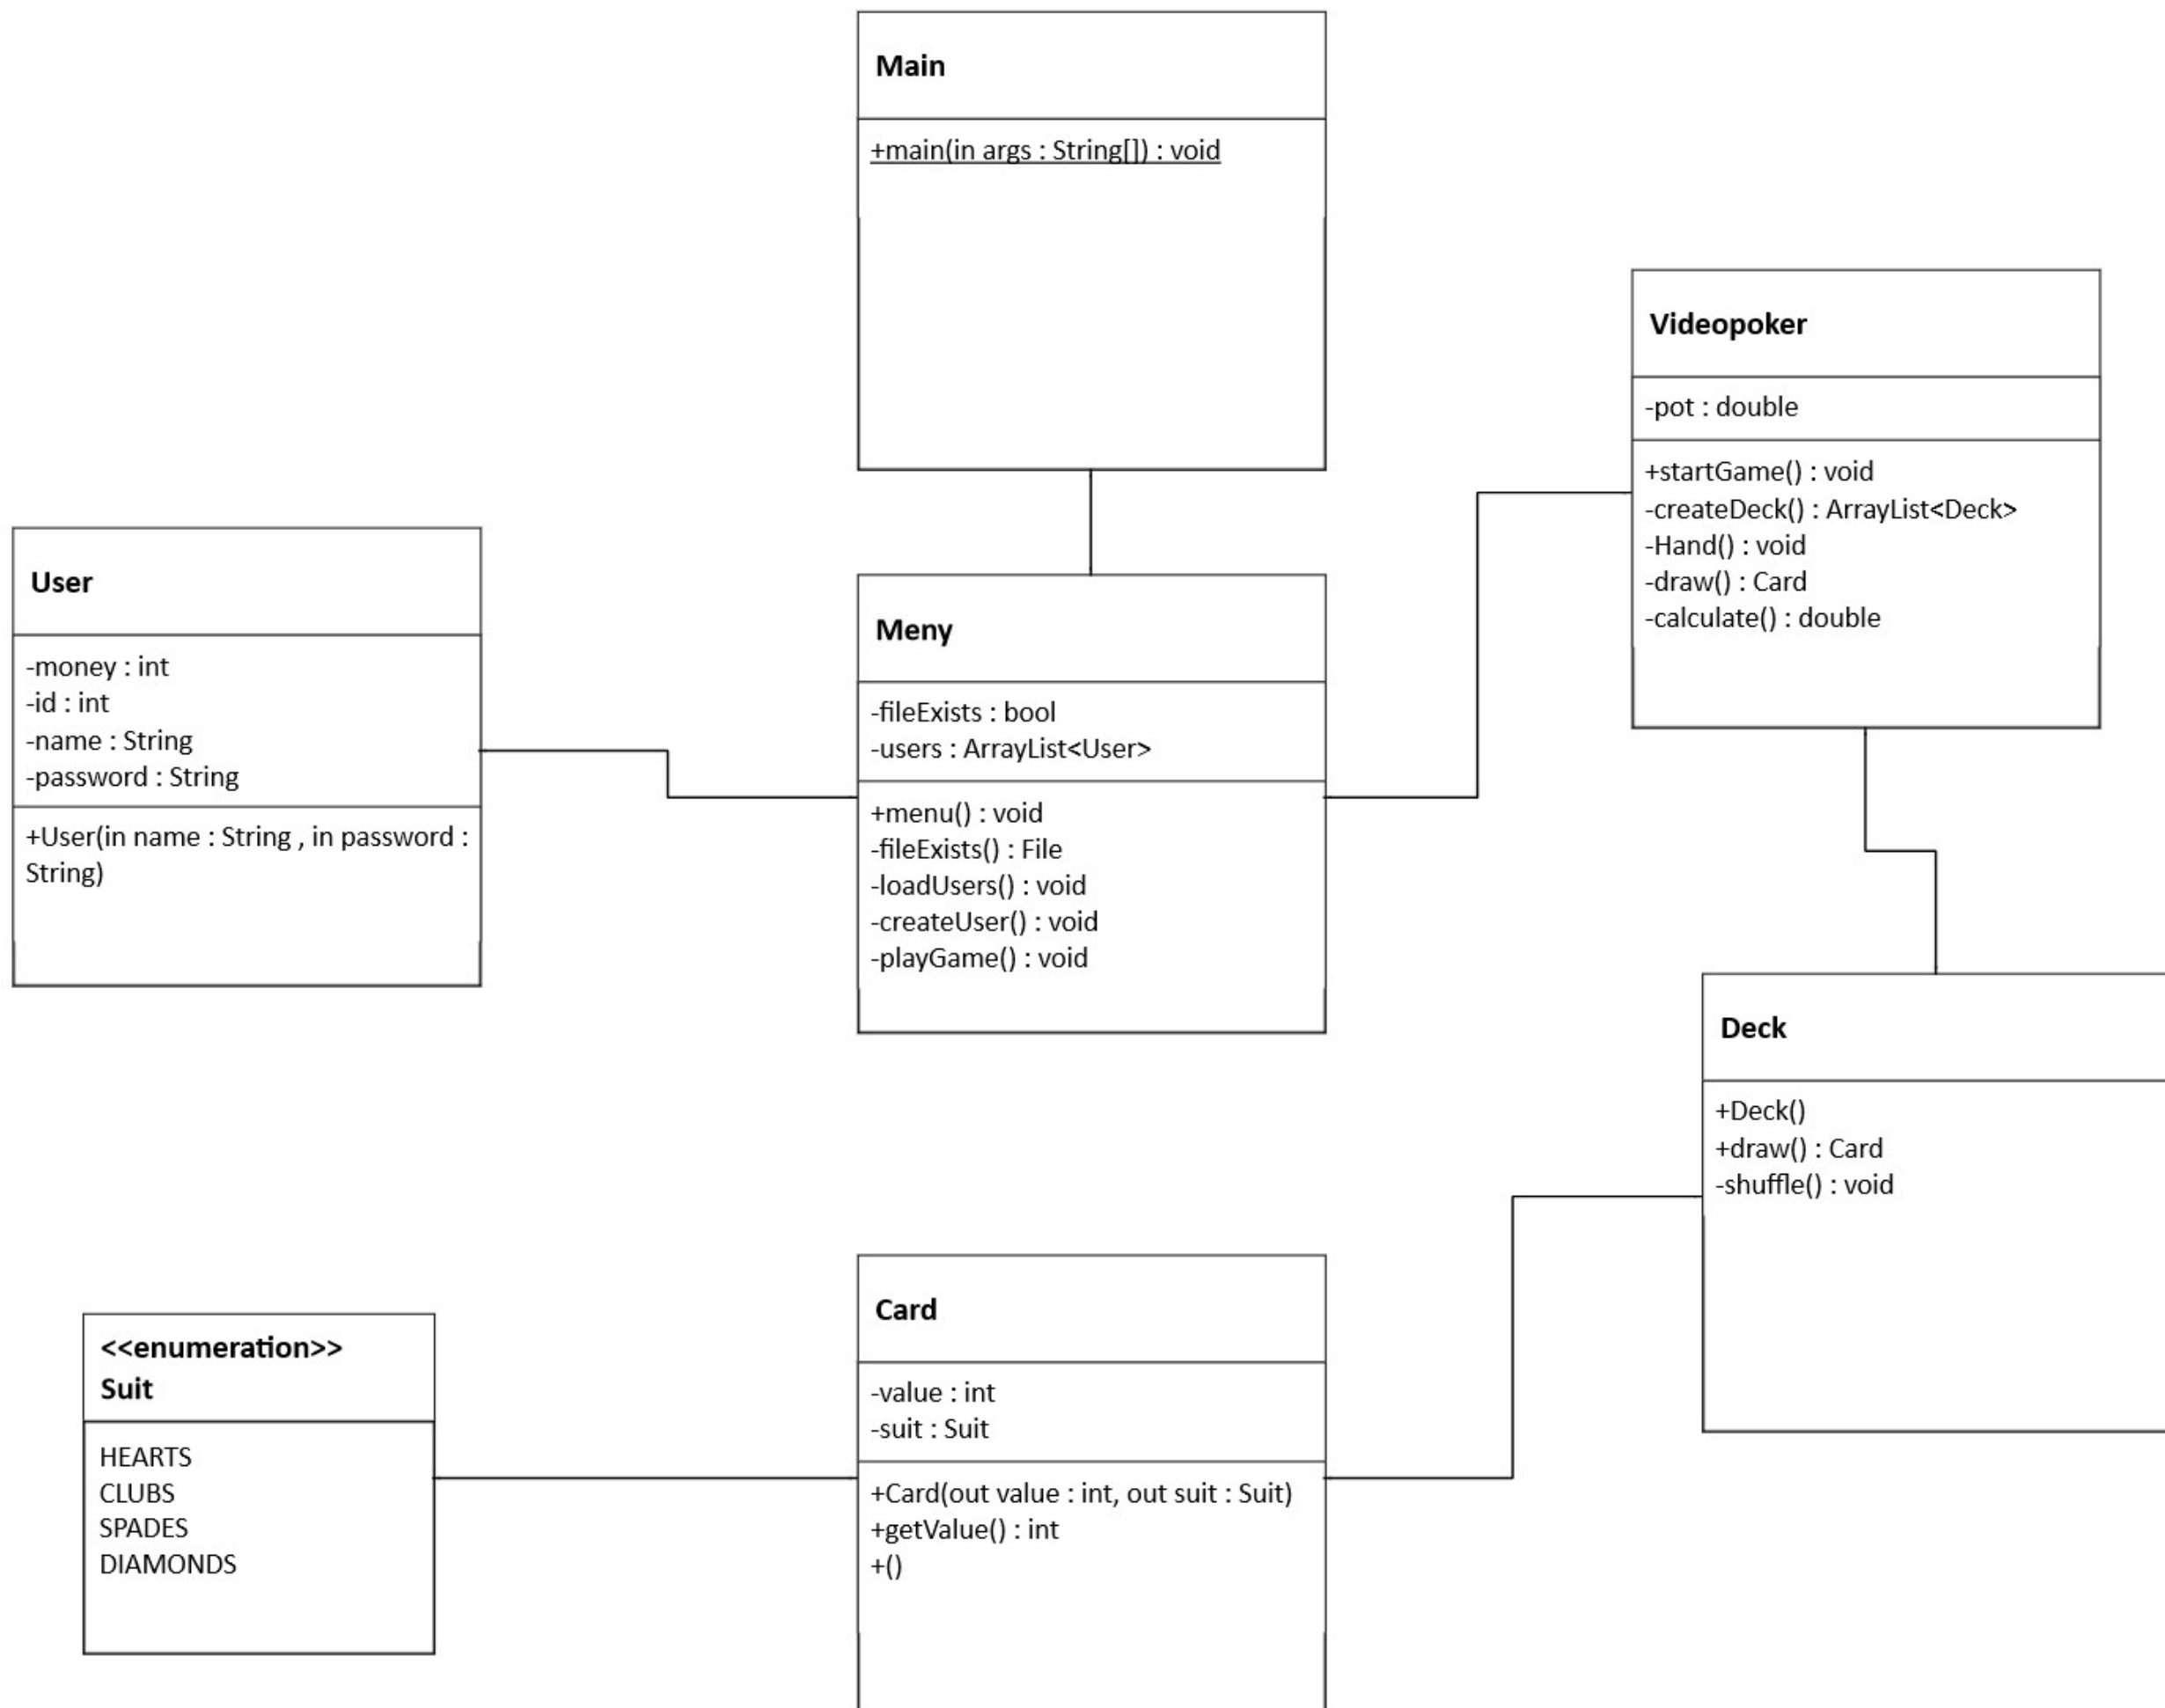 Main
+main(in args : String[]) : void
Videopoker
-pot : double
+startGame() : void
-createDeck() : ArrayList<Deck>
-Hand() : void
-draw() : Card
-calculate() : double
User
-money : int
-id : int
-name : String
-password : String
+User(in name : String , in password :
String)
Meny
-fileExists : bool
-users : ArrayList<User>
+menu() : void
-fileExists() : File
-loadUsers() : void
-createUser() : void
-playGame() : void
Deck
+Deck()
+draw() : Card
-shuffle() : void
<<enumeration>>
Suit
HEARTS
CLUBS
SPADES
DIAMONDS
Card
-value : int
-suit : Suit
+Card(out value : int, out suit : Suit)
+getValue() : int
+()